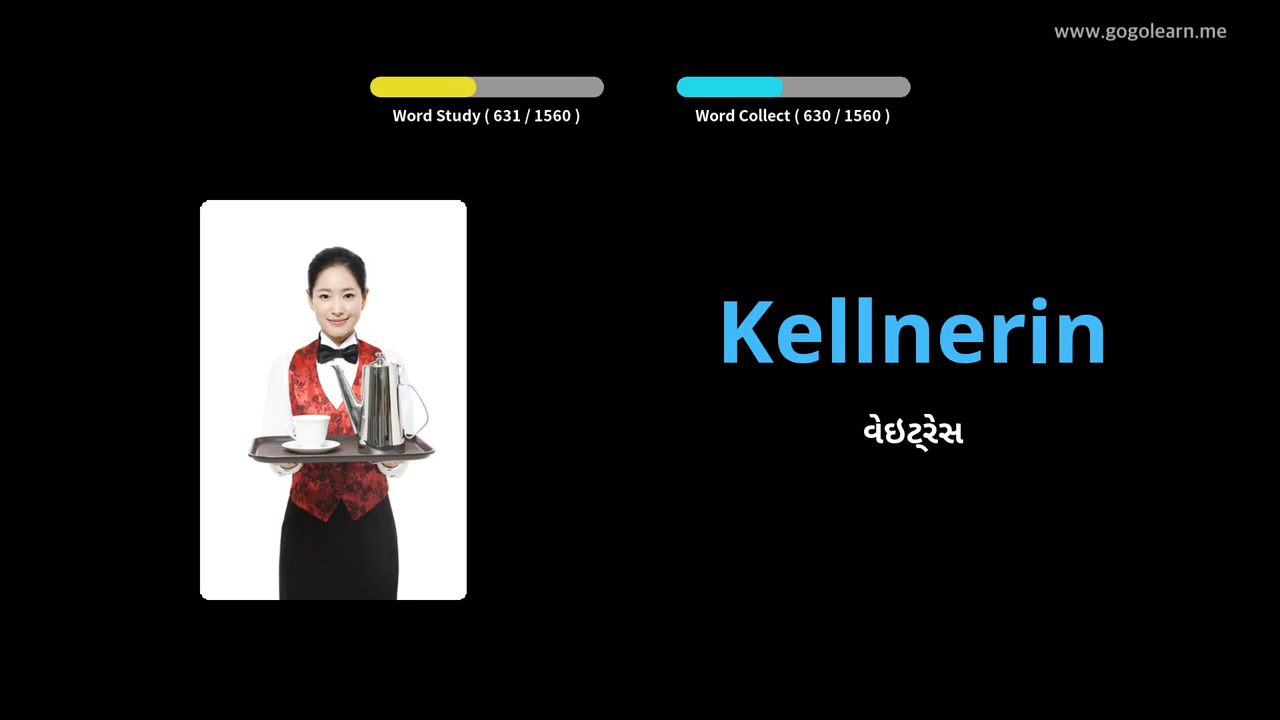 www.gogolearn.me
Word Study ( 631 / 1560 )
Word Collect ( 630 / 1560 )
Kellnerin
વેઇટ્રેસ